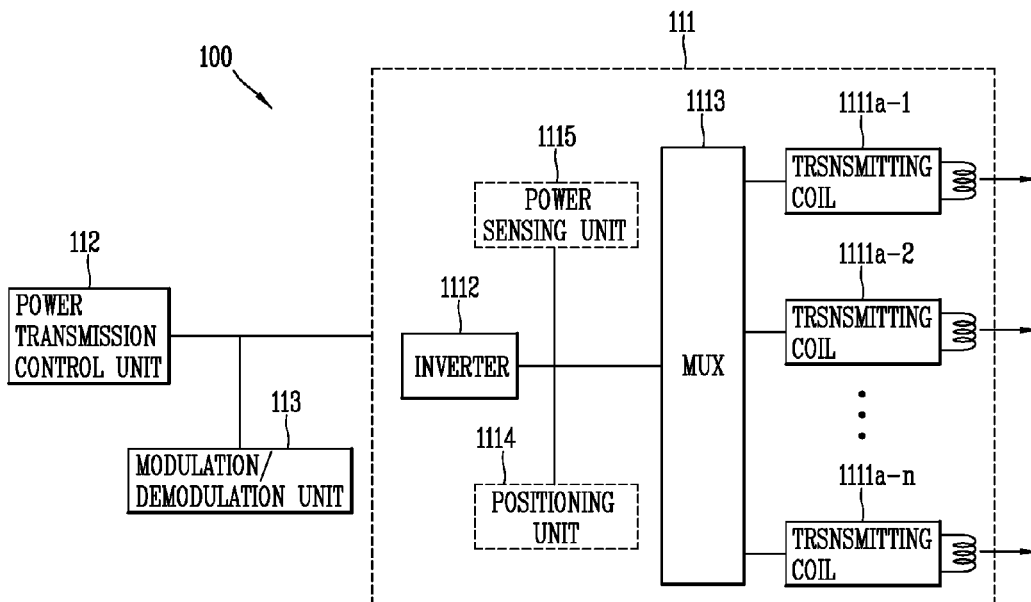 100
111
1113
1111a-1
TRSNSMITTING
COIL
1115
POWER
SENSING UNIT
112
POWER
TRANSMISSION
CONTROL UNIT
1112
INVERTER
MUX
1111a-2
TRSNSMITTING
COIL
113
MODULATION/
DEMODULATION UNIT
1114
POSITIONING
UNIT
1111a-n
TRSNSMITTING
COIL